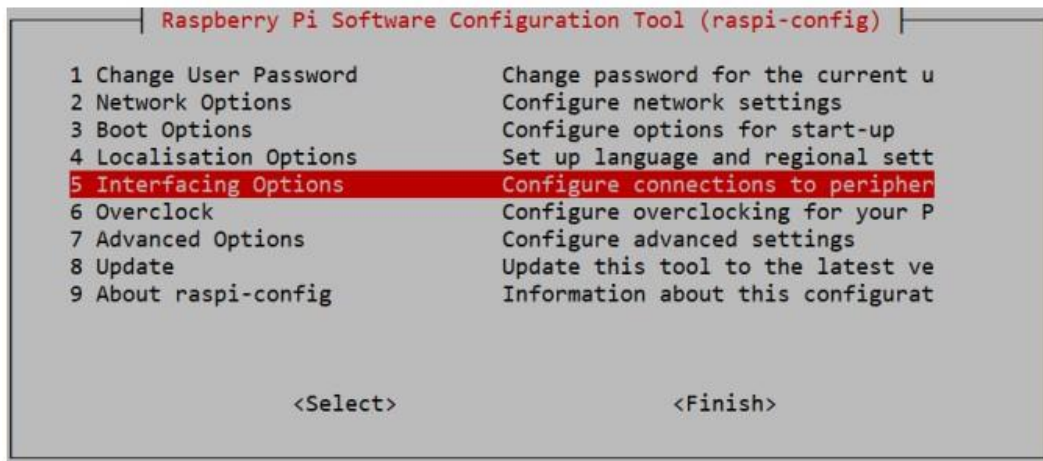 Raspberry Pi Software Configuration Tool (raspi-config)
1 Change User Password Change password for the current u
2 Network Options Configure network settings
3 Boot Options Configure options for start-up
4 Localisation Options Set up language and regional sett
5 Interfacing Options Configure connections to peripher
6 Overclock Configure overclocking for your P
7 Advanced Options Configure advanced settings
8 Update Update this tool to the latest ve
9 About raspi-config Information about this configurat
<Select> <Finish>